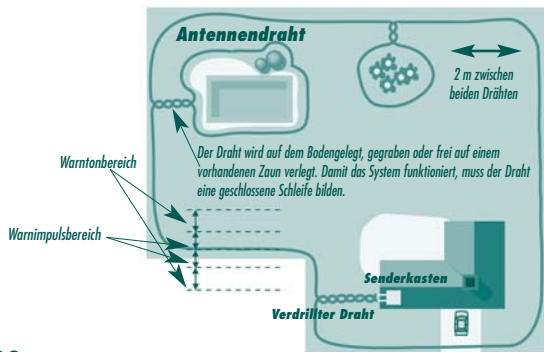 Antennendraht
2 m zwischen
beiden Drähten
Der Draht wird auf dem Bodengelegt, gegraben oder frei auf einem
vorhandenen Zaun verlegt. Damit das System funktioniert, muss der Draht
eine geschlossene Schleife bilden.
Warntonbereich
Warnimpulsbereich
Senderkasten
Verdrillter Draht